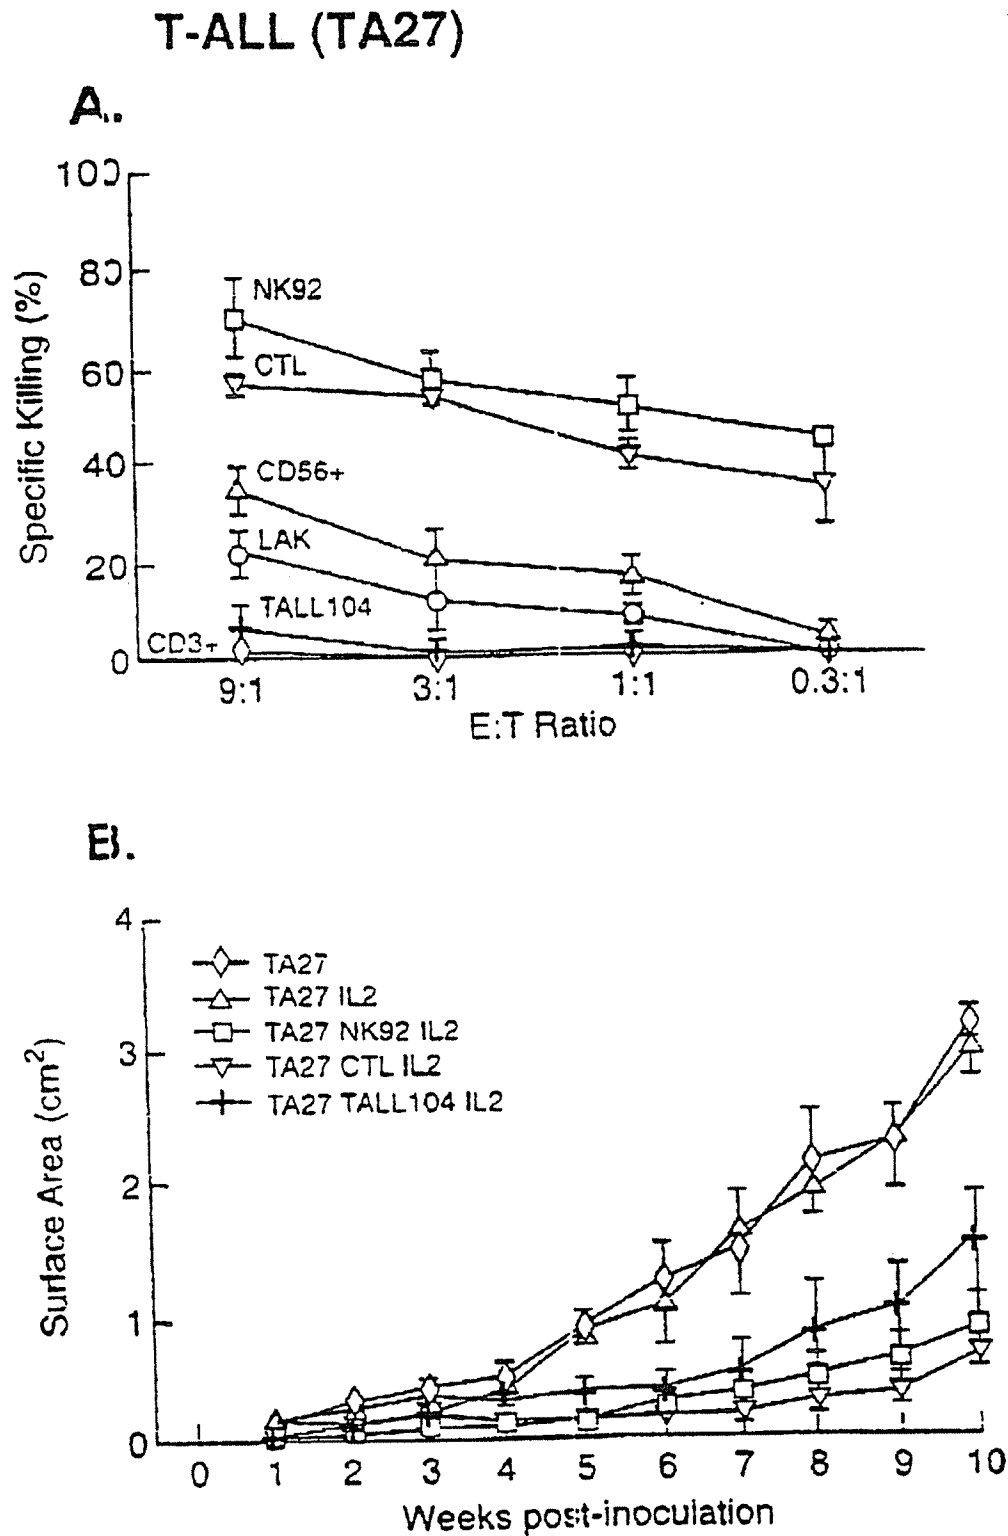 T-ALL (TA27)
A.
100
80
60
40
20
0
Specific Killing (%)
NK92
CTL
CD56+
LAK
TALL104
CD3+
9:1 3:1 1:1 0.3:1
E:T Ratio
B.
4
3
2
1
0
Surface Area (cm²)
TA27
TA27 IL2
TA27 NK92 IL2
TA27 CTL IL2
TA27 TALL104 IL2
0 1 2 3 4 5 6 7 8 9 10
Weeks post-inoculation